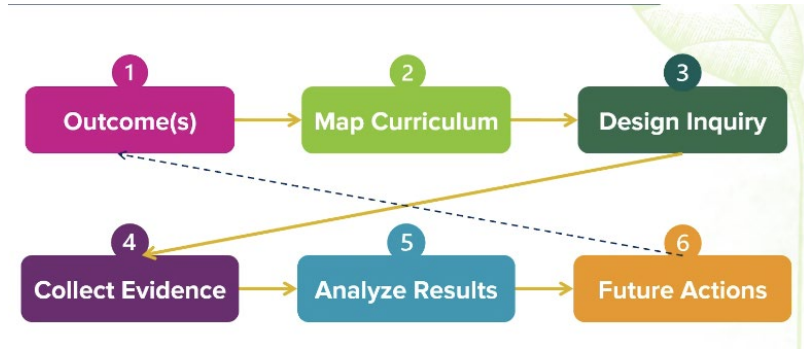 1
Outcome(s)
2
Map Curriculum
3
Design Inquiry
4
Collect Evidence
5
Analyze Results
6
Future Actions